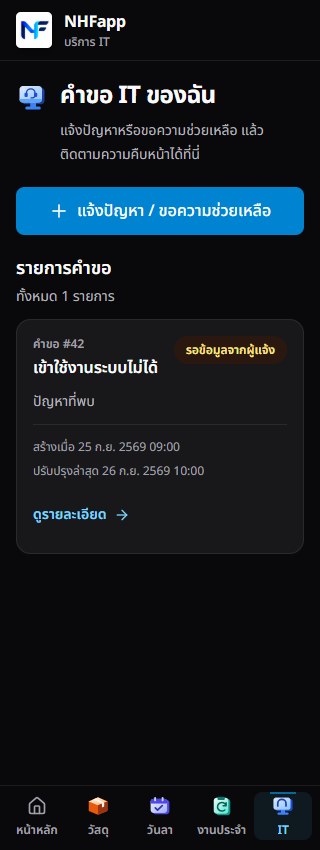 NHFapp
บริการ IT
คำขอ IT ของฉัน
แจ้งปัญหาหรือขอความช่วยเหลือ แล้ว
ติดตามความคืบหน้าได้ที่นี่
แจ้งปัญหา / ขอความช่วยเหลือ
รายการคำขอ
ทั้งหมด 1 รายการ
คำขอ #42
รอข้อมูลจากผู้แจ้ง
เข้าใช้งานระบบไม่ได้
ปัญหาที่พบ
สร้างเมื่อ 25 ก.ย. 2569 09:00
ปรับปรุงล่าสุด 26 ก.ย. 2569 10:00
ดูรายละเอียด
หน้าหลัก วัสดุ วันลา งานประจำ IT